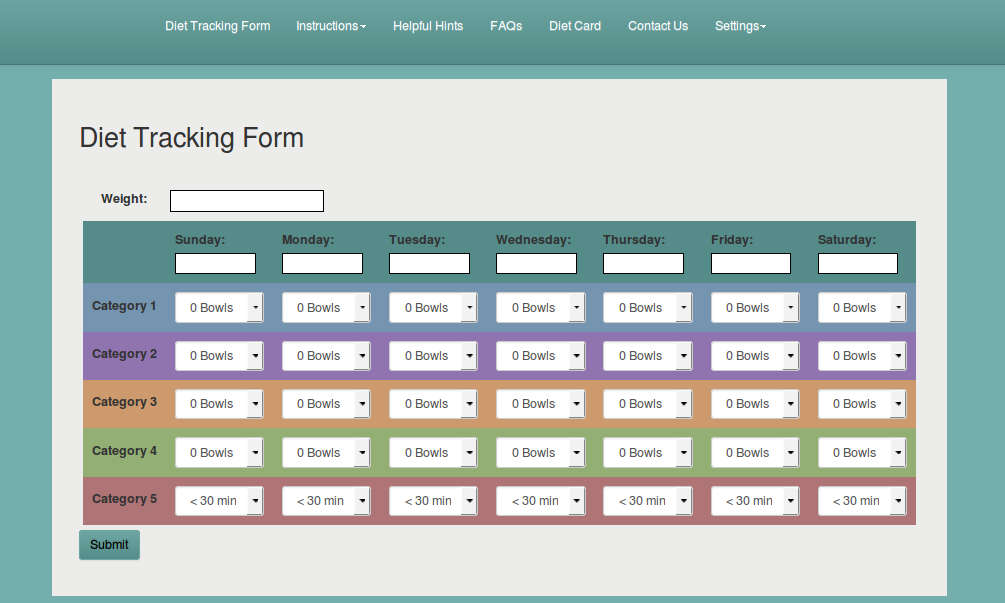 Diet Tracking Form Instructions Helpful Hints FAQs Diet Card Contact Us Settings
Diet Tracking Form
Weight:
Sunday: Monday: Tuesday: Wednesday: Thursday: Friday: Saturday:
Category 1 0 Bowls 0 Bowls 0 Bowls 0 Bowls 0 Bowls 0 Bowls 0 Bowls
Category 2 0 Bowls 0 Bowls 0 Bowls 0 Bowls 0 Bowls 0 Bowls 0 Bowls
Category 3 0 Bowls 0 Bowls 0 Bowls 0 Bowls 0 Bowls 0 Bowls 0 Bowls
Category 4 0 Bowls 0 Bowls 0 Bowls 0 Bowls 0 Bowls 0 Bowls 0 Bowls
Category 5 < 30 min < 30 min < 30 min < 30 min < 30 min < 30 min < 30 min
Submit